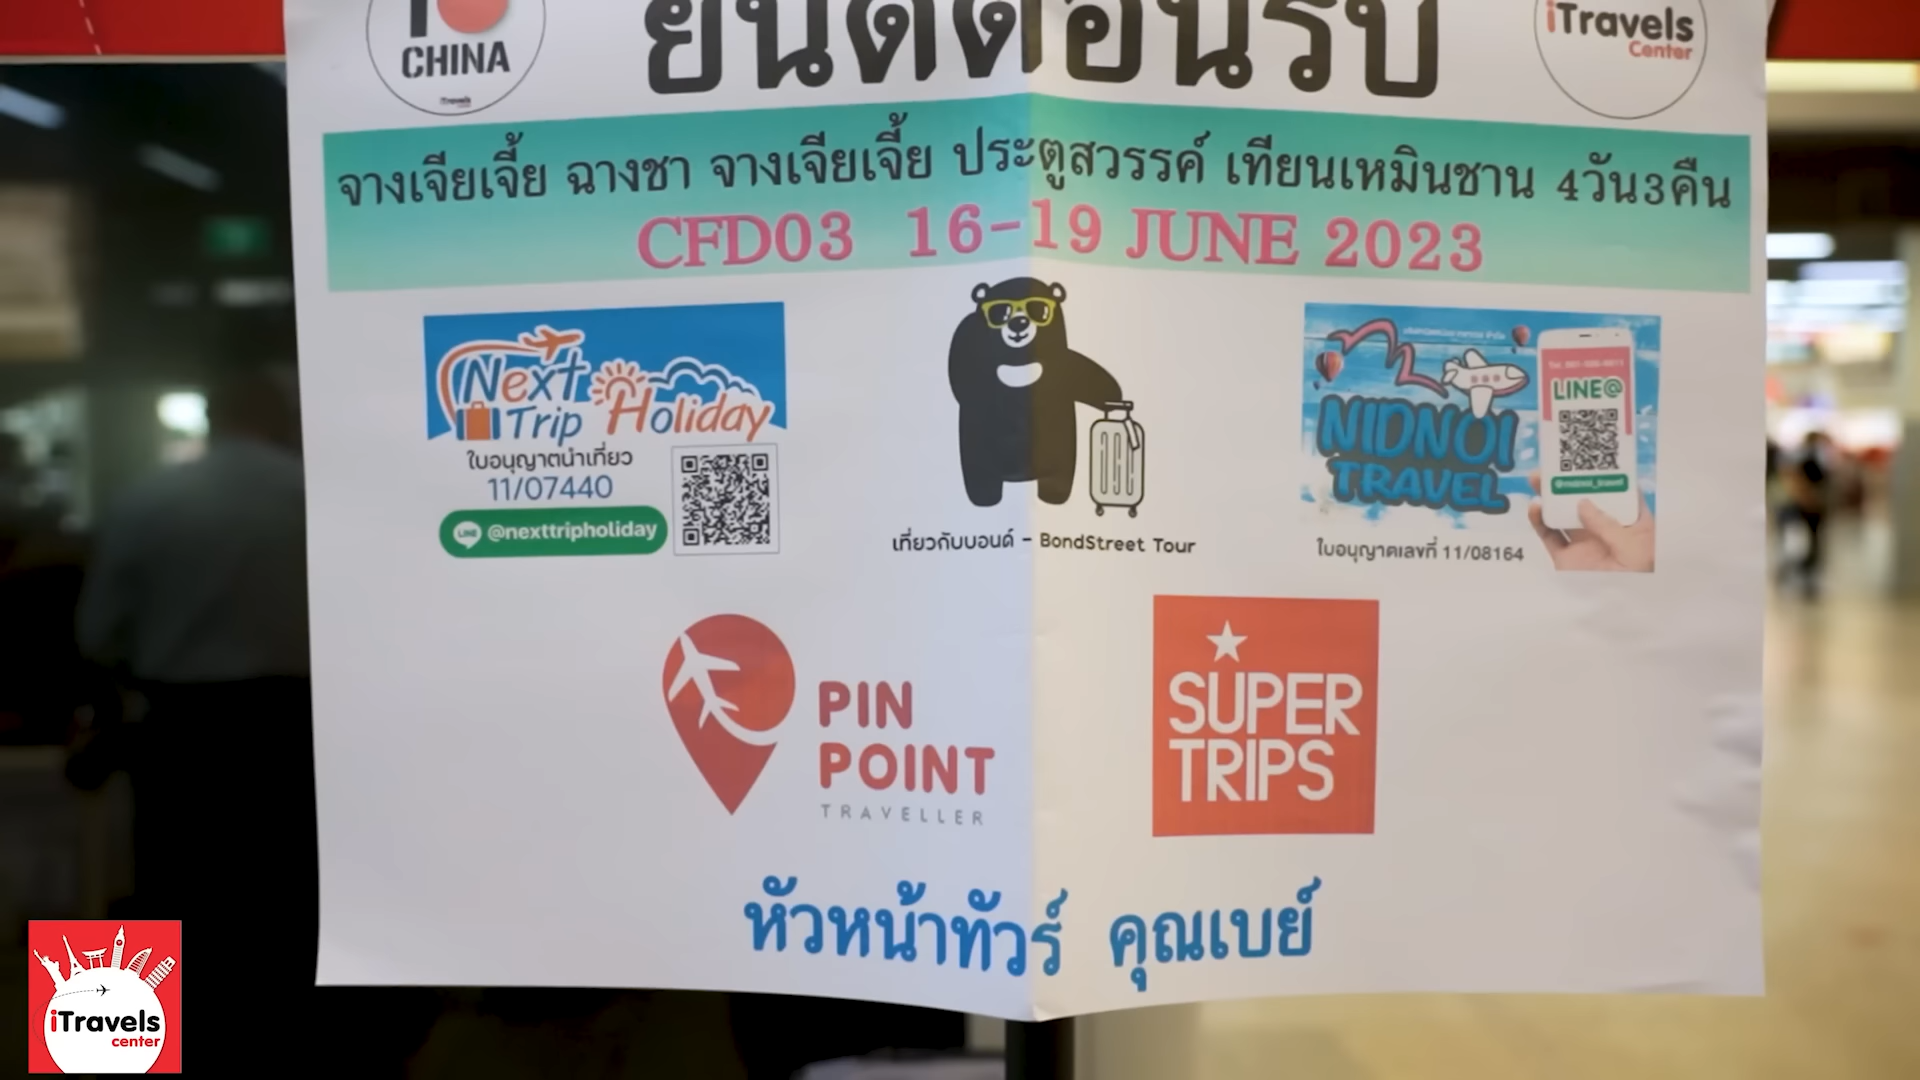 CHINA
ยินดีต้อนรับ
iTravels
Center
จางเจียเจี้ย ฉางชา จางเจียเจี้ย ประตูสวรรค์ เทียนเหมินชาน 4วัน3คืน
CFD03 16-19 JUNE 2023
Next
Trip Holiday
ใบอนุญาตนำเที่ยว
11/07440
LINE @nexttripholiday
เที่ยวกับบอนด์ - BondStreet Tour
NIDNOI
TRAVEL
LINE@
ใบอนุญาตเลขที่ 11/08164
PIN
POINT
TRAVELLER
SUPER
TRIPS
หัวหน้าทัวร์ คุณเบย์
iTravels
center